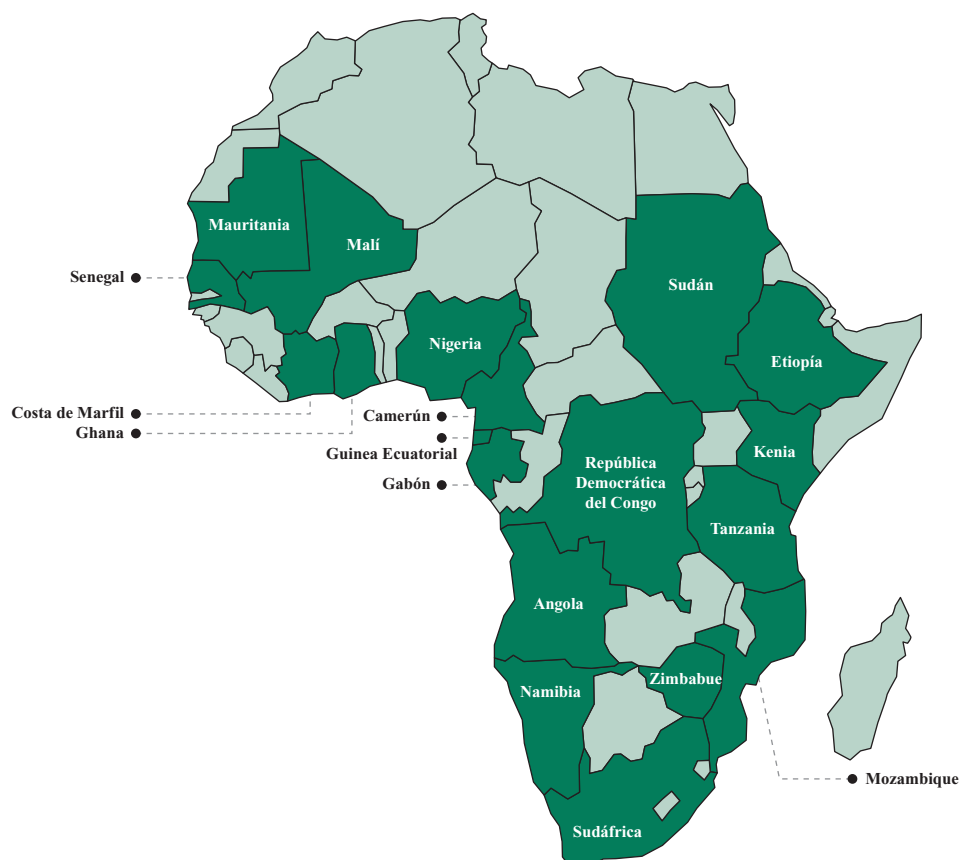 Mauritania
Malí
Senegal
Sudán
Nigeria
Etiopía
Costa de Marfil
Ghana
Camerún
Guinea Ecuatorial
Gabón
Kenia
República
Democrática
del Congo
Tanzania
Angola
Namibia
Zimbabue
Mozambique
Sudáfrica